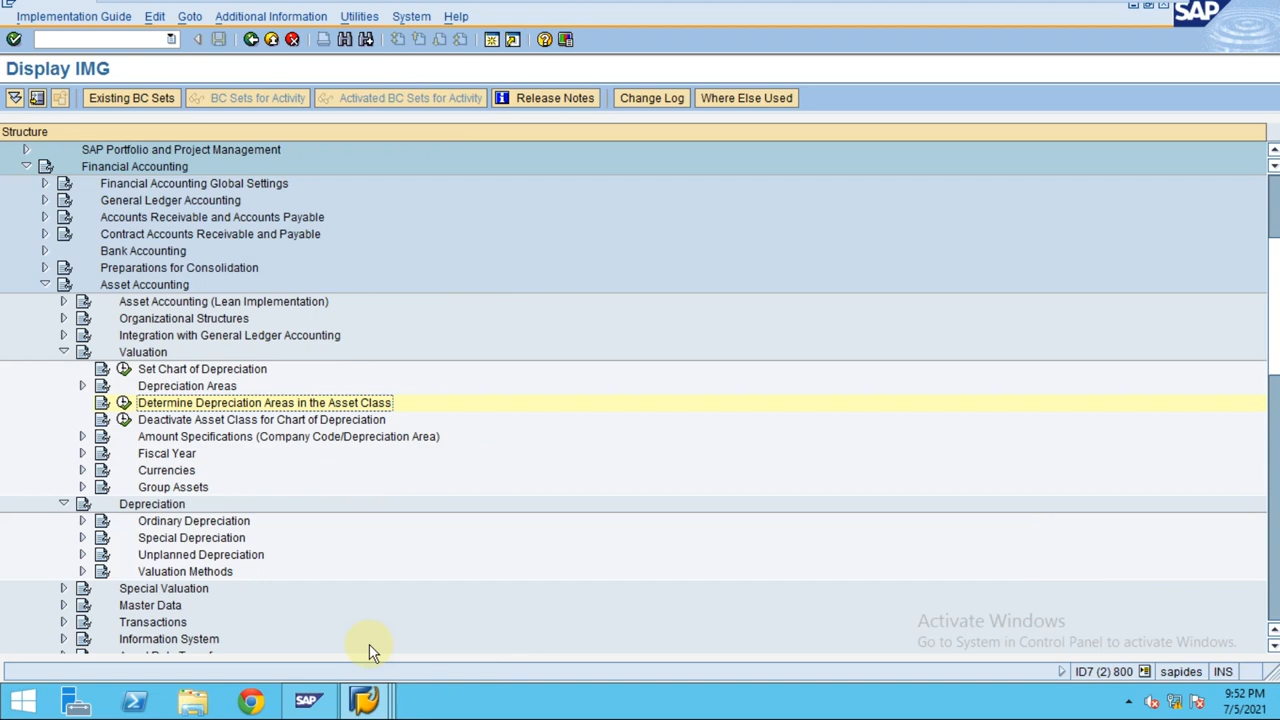 Implementation Guide Edit Goto Additional Information Utilities System Help
SAP
Display IMG
Existing BC Sets BC Sets for Activity Activated BC Sets for Activity Release Notes Change Log Where Else Used
Structure
SAP Portfolio and Project Management
Financial Accounting
Financial Accounting Global Settings
General Ledger Accounting
Accounts Receivable and Accounts Payable
Contract Accounts Receivable and Payable
Bank Accounting
Preparations for Consolidation
Asset Accounting
Asset Accounting (Lean Implementation)
Organizational Structures
Integration with General Ledger Accounting
Valuation
Set Chart of Depreciation
Depreciation Areas
Determine Depreciation Areas in the Asset Class
Deactivate Asset Class for Chart of Depreciation
Amount Specifications (Company Code/Depreciation Area)
Fiscal Year
Currencies
Group Assets
Depreciation
Ordinary Depreciation
Special Depreciation
Unplanned Depreciation
Valuation Methods
Special Valuation
Master Data
Transactions
Information System
Activate Windows
Go to System in Control Panel to activate Windows.
ID7 (2) 800 sapides INS
SAP
9:52 PM
7/5/2021